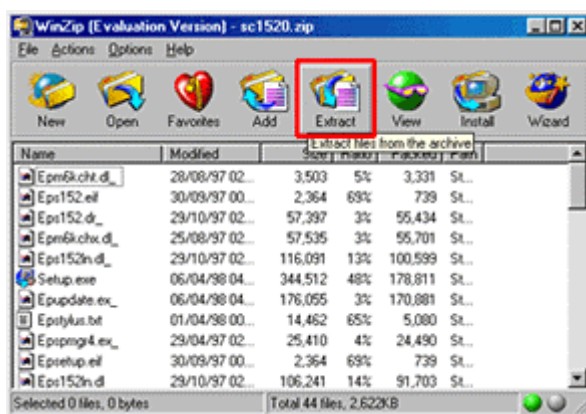 WinZip (Evaluation Version) - sc1520.zip
File Actions Options Help
New Open Favorites Add Extract View Install Wizard
Extract files from the archive
Name Modified Size Ratio Packed Path
Epm6k.cht.dl_ 28/08/97 02... 3,503 5% 3,331 St...
Eps152.eif 30/09/97 00... 2,364 69% 739 St...
Eps152.dr_ 29/10/97 02... 57,397 3% 55,434 St...
Epm6k.chx.dl_ 25/08/97 02... 57,535 3% 55,701 St...
Eps152ln.dl_ 29/10/97 02... 116,091 13% 100,599 St...
Setup.exe 06/04/98 04... 344,512 48% 178,811 St...
Epupdate.ex_ 06/04/98 04... 176,055 3% 170,881 St...
Epstylus.txt 01/04/98 00... 14,462 65% 5,080 St...
Epspmgr4.ex_ 29/04/97 02... 25,410 4% 24,490 St...
Epsetup.eif 30/09/97 00... 2,364 69% 739 St...
Eps152n.dl 29/10/97 02... 106,241 14% 91,703 St...
Selected 0 files, 0 bytes Total 44 files, 2,622KB